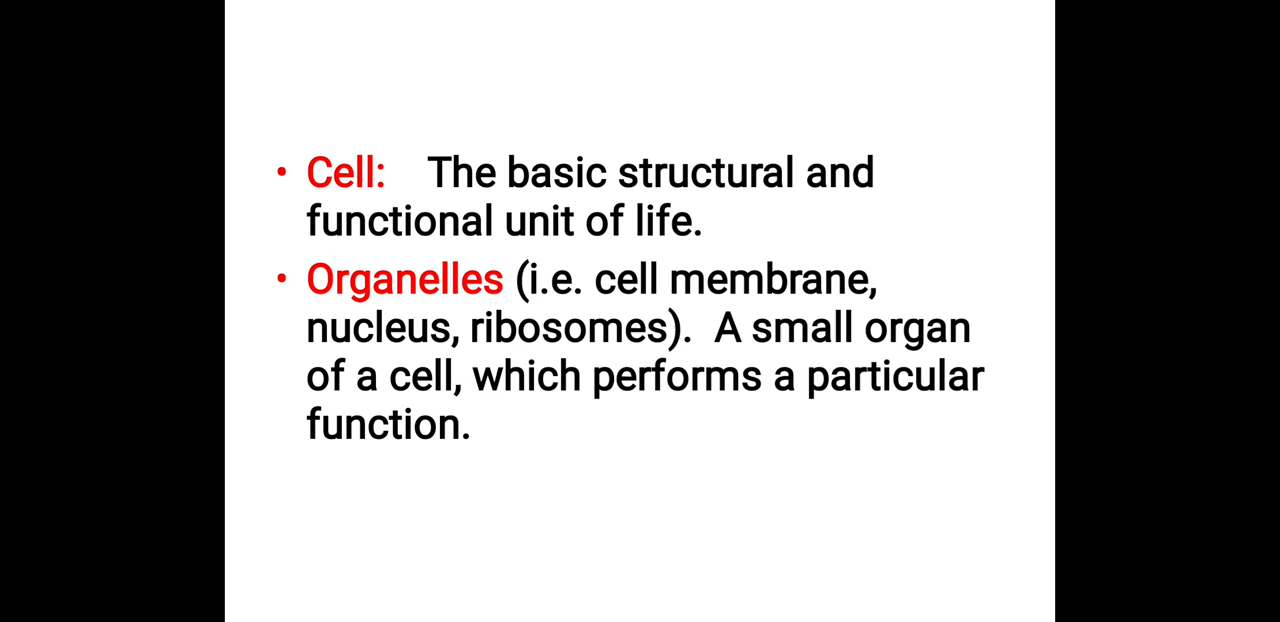 • Cell: The basic structural and
functional unit of life.
• Organelles (i.e. cell membrane,
nucleus, ribosomes). A small organ
of a cell, which performs a particular
function.